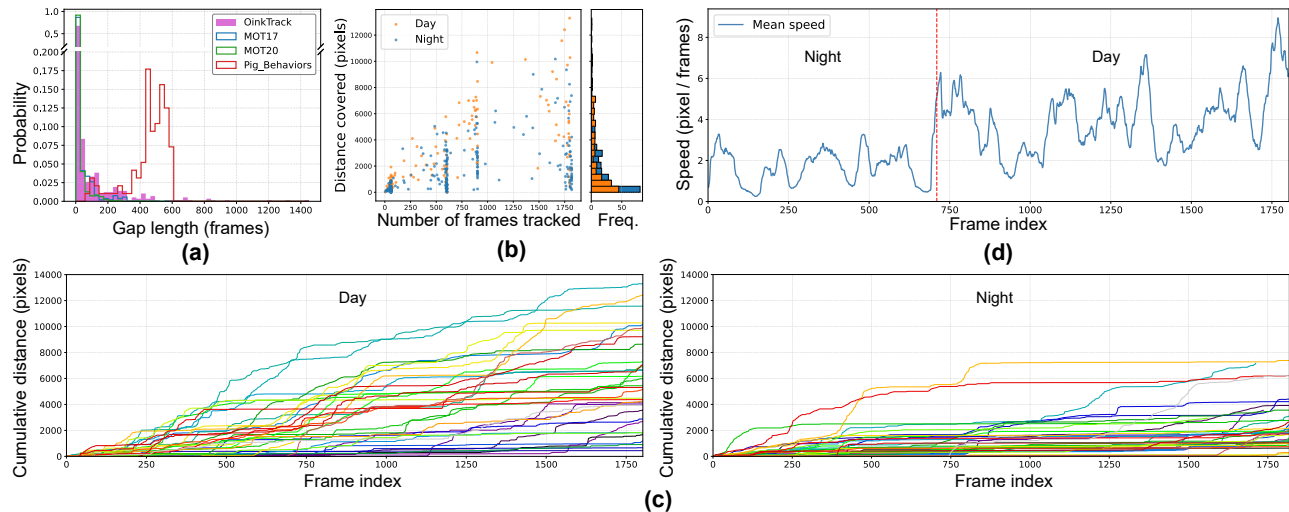 1.0
0.5
0.200
0.175
0.150
0.125
0.100
0.075
0.050
0.025
0.000
Probability
OinkTrack
MOT17
MOT20
Pig_Behaviors
0 200 400 600 800 1000 1200 1400
Gap length (frames)
(a)
Distance covered (pixels)
12000
10000
8000
6000
4000
2000
0
Day
Night
0 250 500 750 1000 1250 1500 1750
Number of frames tracked
0 50
Freq.
(b)
Speed (pixel / frames)
8
6
4
2
0
Mean speed
Night
Day
0 250 500 750 1000 1250 1500 1750
Frame index
(d)
Cumulative distance (pixels)
14000
12000
10000
8000
6000
4000
2000
0
Day
0 250 500 750 1000 1250 1500 1750
Frame index
Cumulative distance (pixels)
14000
12000
10000
8000
6000
4000
2000
0
Night
0 250 500 750 1000 1250 1500 1750
Frame index
(c)